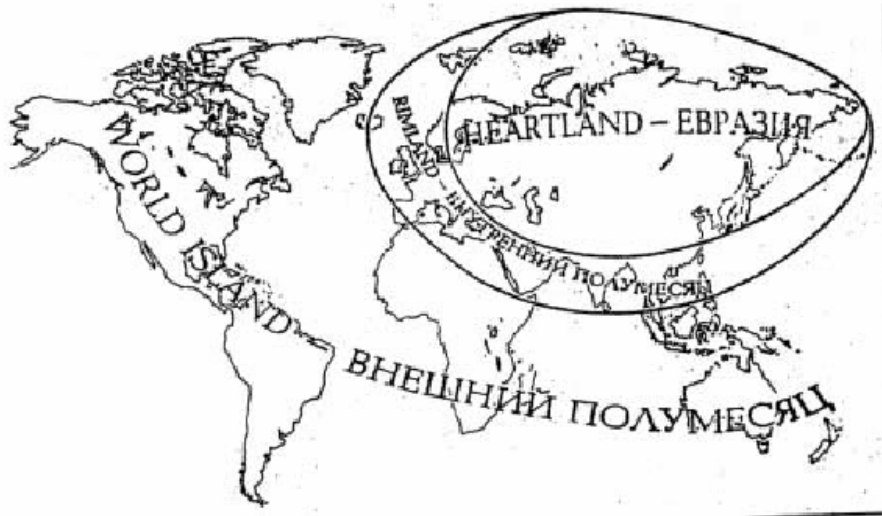 HEARTLAND – ЕВРАЗИЯ
RIMLAND – ВНУТРЕННИЙ ПОЛУМЕСЯЦ
WORLD ISLAND ВНЕШНИЙ ПОЛУМЕСЯЦ